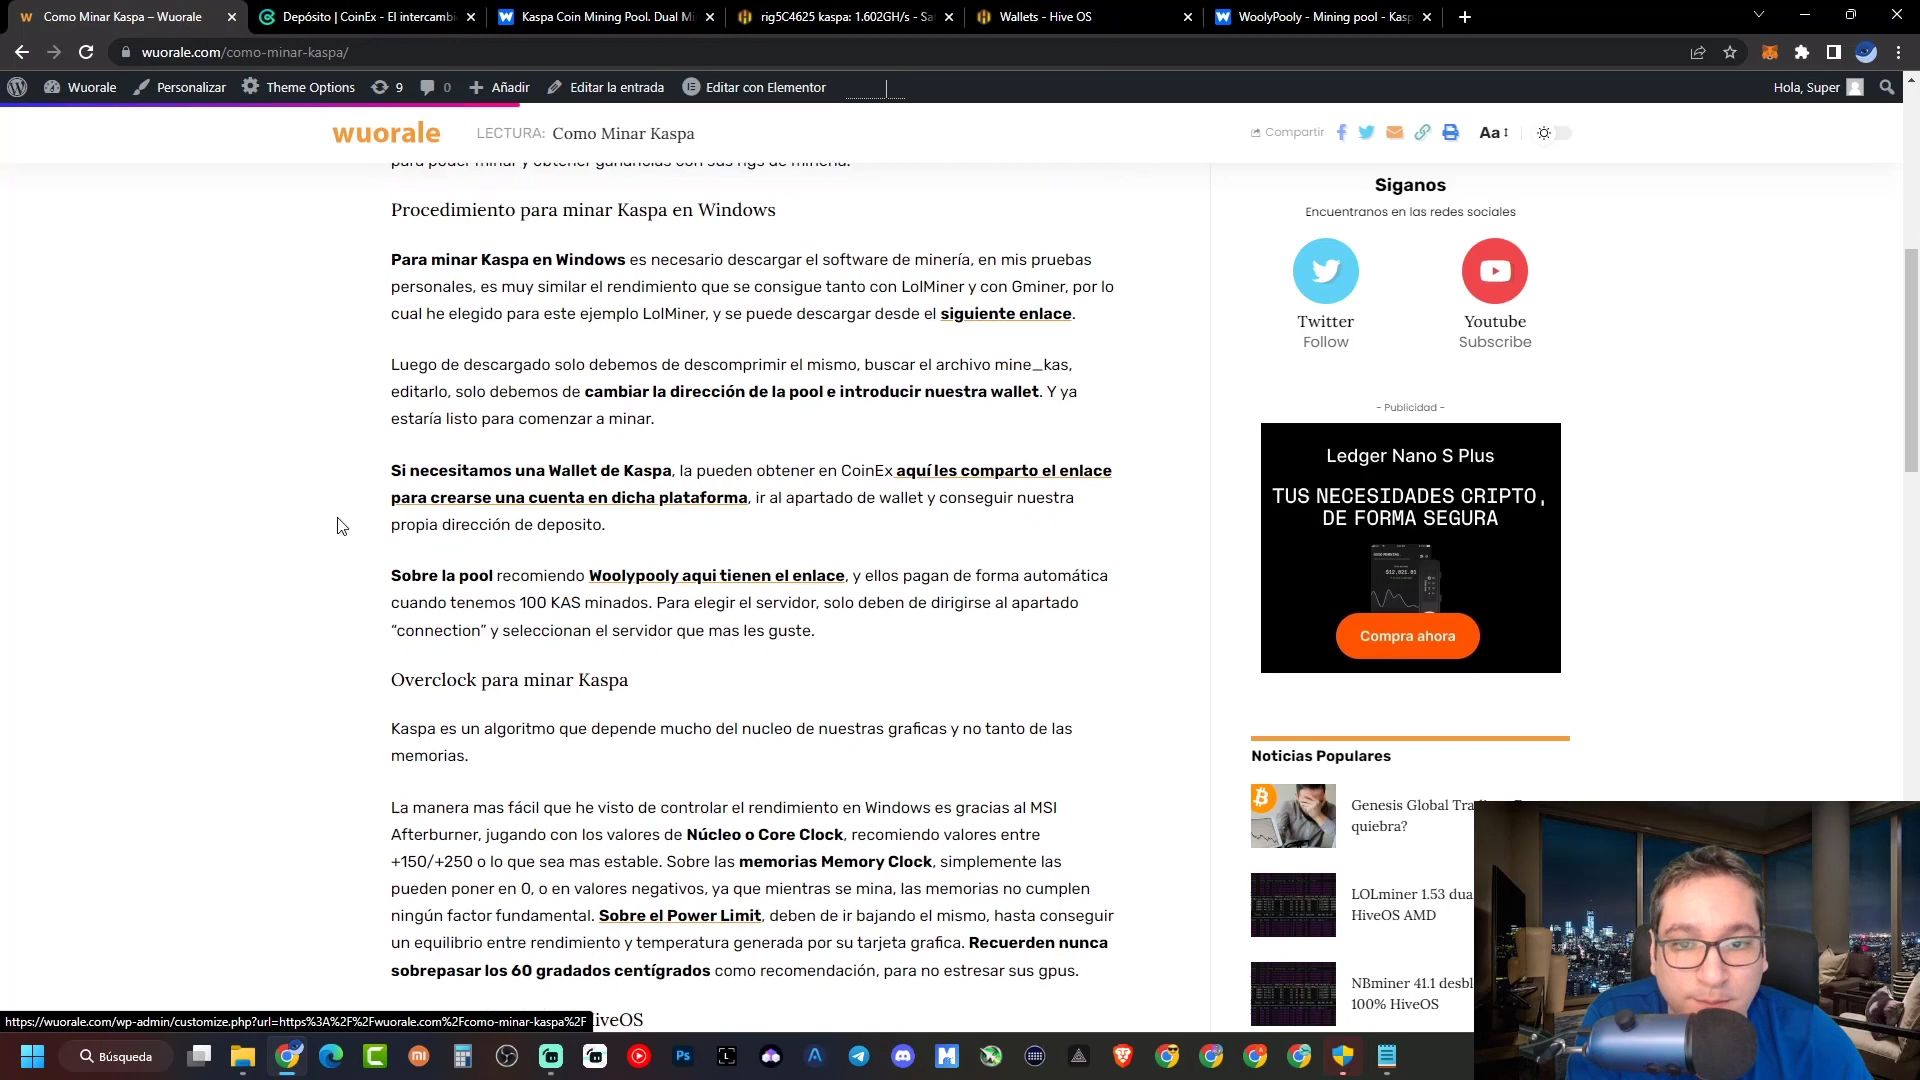 Como Minar Kaspa – Wuorale
Depósito | CoinEx - El intercambi
Kaspa Coin Mining Pool. Dual Mi
rig5C4625 kaspa: 1.602GH/s - Sa
Wallets - Hive OS
WoolyPooly - Mining pool - Kasp
wuorale.com/como-minar-kaspa/
Wuorale
Personalizar
Theme Options
9
0
Añadir
Editar la entrada
Editar con Elementor
Hola, Super
wuorale
LECTURA: Como Minar Kaspa
Compartir
Aa
para poder minar y obtener ganancias con sus rigs de minería.
Procedimiento para minar Kaspa en Windows
Para minar Kaspa en Windows es necesario descargar el software de minería, en mis pruebas
personales, es muy similar el rendimiento que se consigue tanto con LolMiner y con Gminer, por lo
cual he elegido para este ejemplo LolMiner, y se puede descargar desde el siguiente enlace.
Luego de descargado solo debemos de descomprimir el mismo, buscar el archivo mine_kas,
editarlo, solo debemos de cambiar la dirección de la pool e introducir nuestra wallet. Y ya
estaría listo para comenzar a minar.
Si necesitamos una Wallet de Kaspa, la pueden obtener en CoinEx aquí les comparto el enlace
para crearse una cuenta en dicha plataforma, ir al apartado de wallet y conseguir nuestra
propia dirección de deposito.
Sobre la pool recomiendo Woolypooly aqui tienen el enlace, y ellos pagan de forma automática
cuando tenemos 100 KAS minados. Para elegir el servidor, solo deben de dirigirse al apartado
“connection” y seleccionan el servidor que mas les guste.
Overclock para minar Kaspa
Kaspa es un algoritmo que depende mucho del nucleo de nuestras graficas y no tanto de las
memorias.
La manera mas fácil que he visto de controlar el rendimiento en Windows es gracias al MSI
Afterburner, jugando con los valores de Núcleo o Core Clock, recomiendo valores entre
+150/+250 o lo que sea mas estable. Sobre las memorias Memory Clock, simplemente las
pueden poner en 0, o en valores negativos, ya que mientras se mina, las memorias no cumplen
ningún factor fundamental. Sobre el Power Limit, deben de ir bajando el mismo, hasta conseguir
un equilibrio entre rendimiento y temperatura generada por su tarjeta grafica. Recuerden nunca
sobrepasar los 60 gradados centígrados como recomendación, para no estresar sus gpus.
iveOS
Siganos
Encuentranos en las redes sociales
Twitter
Follow
Youtube
Subscribe
- Publicidad -
Ledger Nano S Plus
TUS NECESIDADES CRIPTO,
DE FORMA SEGURA
Compra ahora
Noticias Populares
Genesis Global Tra
quiebra?
LOLminer 1.53 dua
HiveOS AMD
NBminer 41.1 desbl
100% HiveOS
https://wuorale.com/wp-admin/customize.php?url=https%3A%2F%2Fwuorale.com%2Fcomo-minar-kaspa%2F
Búsqueda